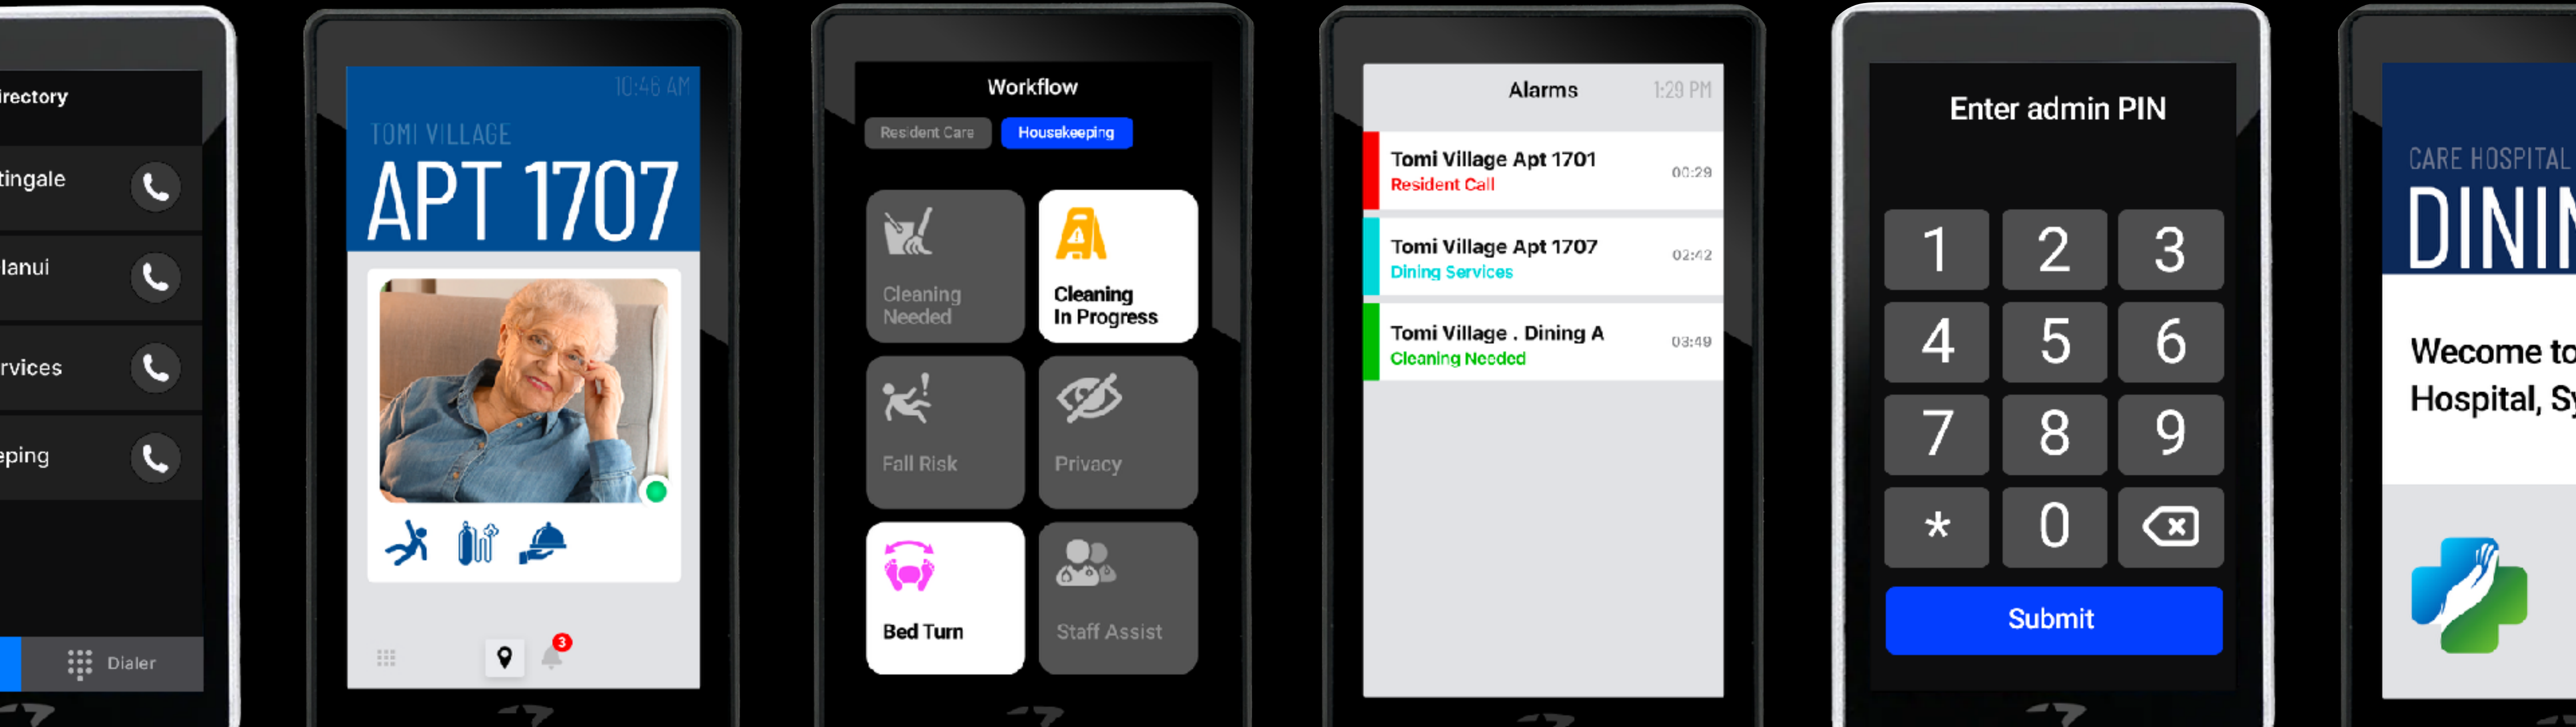 irectory
tingale
lanui
rvices
eping
Dialer
10:46 AM
TOMI VILLAGE
APT 1707
3
Workflow
Resident Care
Housekeeping
Cleaning
Needed
Cleaning
In Progress
Fall Risk
Privacy
Bed Turn
Staff Assist
Alarms
1:29 PM
Tomi Village Apt 1701
Resident Call
00:29
Tomi Village Apt 1707
Dining Services
02:42
Tomi Village . Dining A
Cleaning Needed
03:49
Enter admin PIN
1 2 3
4 5 6
7 8 9
* 0
Submit
CARE HOSPITAL
DININ
Wecome to
Hospital, Sy